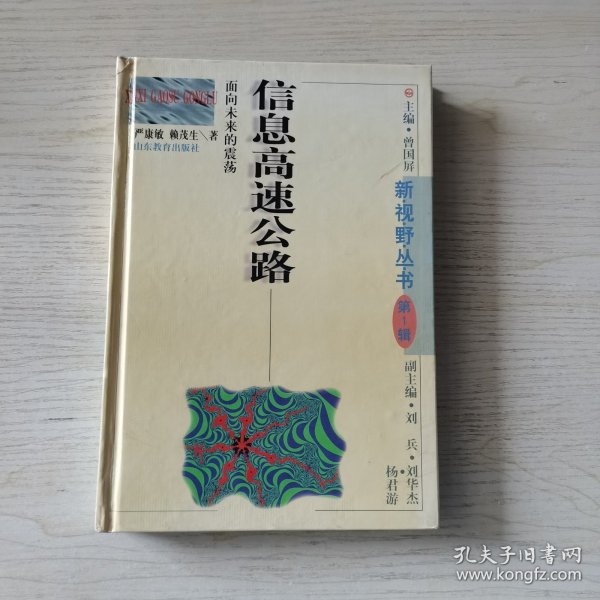 XINXI GAOSU GONGLU
严康敏 赖茂生＼著
山东教育出版社
面向未来的震荡
信息高速公路
主编·曾国屏
新视野丛书
第1辑
副主编·刘 兵·刘华杰
·杨君游
孔夫子旧书网
www.kongfz.com